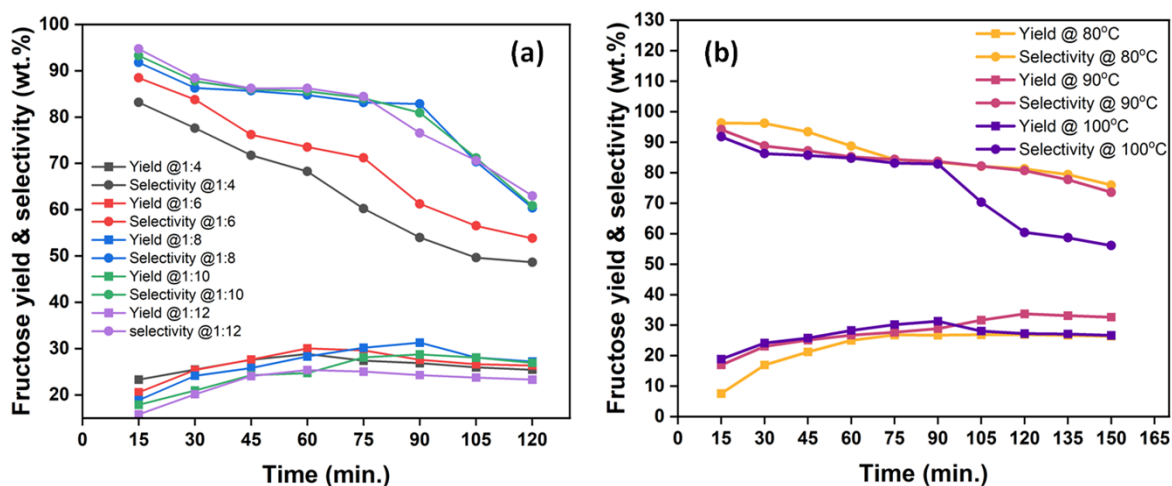 (a)
Fructose yield & selectivity (wt.%)
100
90
80
70
60
50
40
30
20
Yield @1:4
Selectivity @1:4
Yield @1:6
Selectivity @1:6
Yield @1:8
Selectivity @1:8
Yield @1:10
Selectivity @1:10
Yield @1:12
selectivity @1:12
0 15 30 45 60 75 90 105 120
Time (min.)
(b)
Fructose yield & selectivity (wt.%)
130
120
110
100
90
80
70
60
50
40
30
20
10
0
Yield @ 80°C
Selectivity @ 80°C
Yield @ 90°C
Selectivity @ 90°C
Yield @ 100°C
Selectivity @ 100°C
0 15 30 45 60 75 90 105 120 135 150 165
Time (min.)